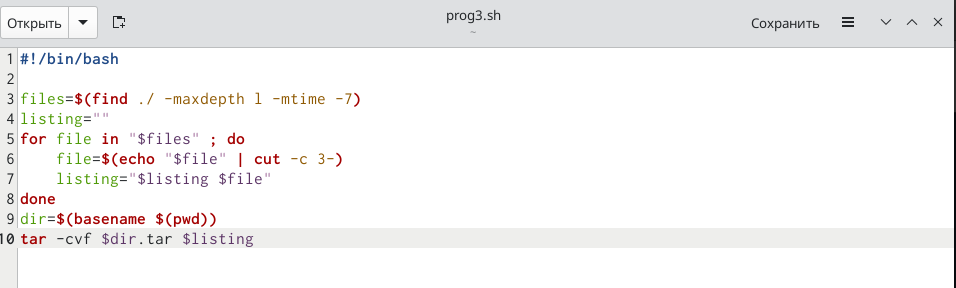 Открыть
prog3.sh
~
Сохранить
1 #!/bin/bash
2
3 files=$(find ./ -maxdepth l -mtime -7)
4 listing=""
5 for file in "$files" ; do
6     file=$(echo "$file" | cut -c 3-)
7     listing="$listing $file"
8 done
9 dir=$(basename $(pwd))
10 tar -cvf $dir.tar $listing